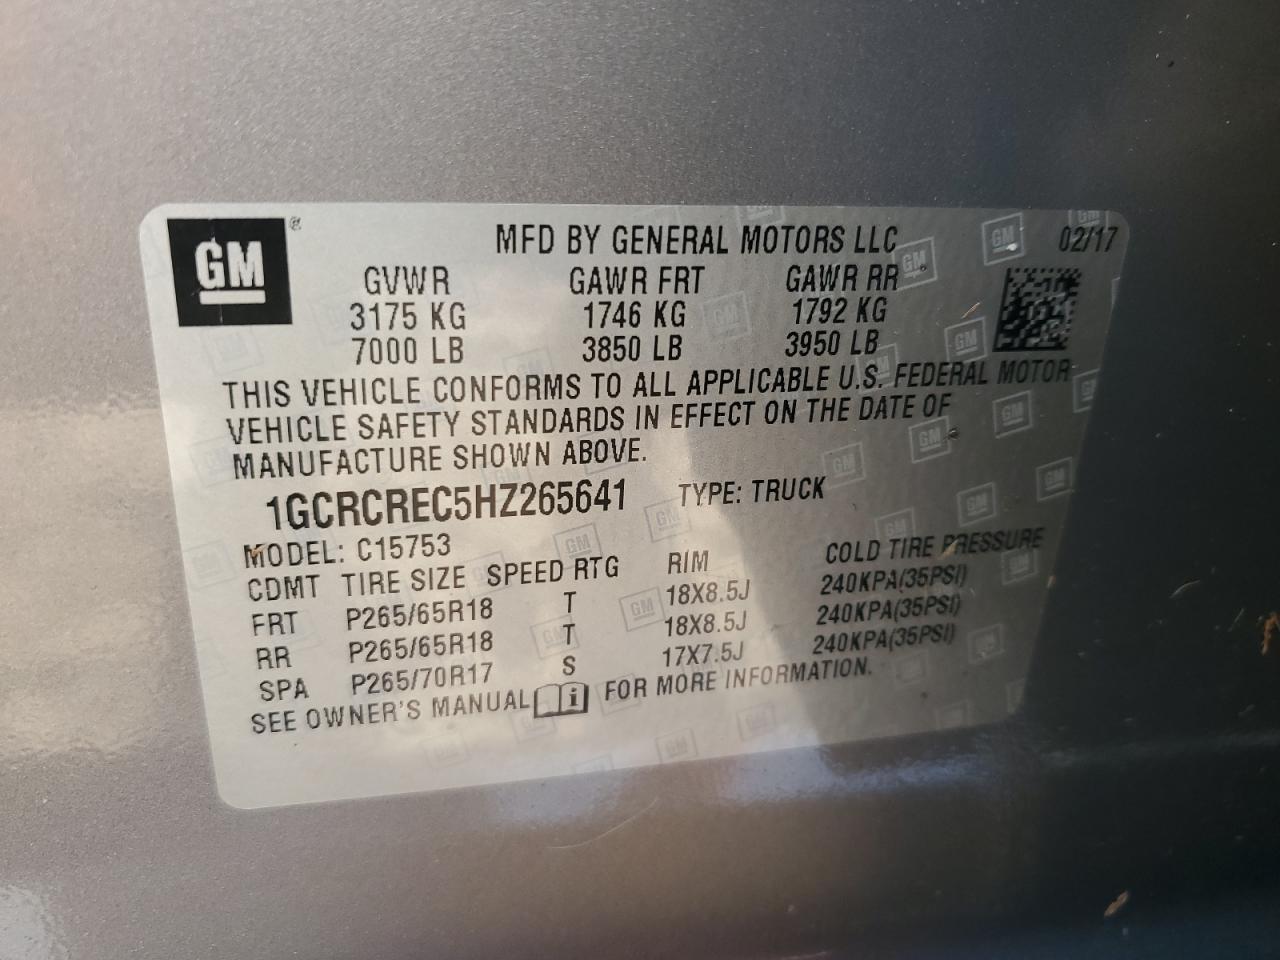 GM ®
MFD BY GENERAL MOTORS LLC 02/17
GVWR GAWR FRT GAWR RR
3175 KG 1746 KG 1792 KG
7000 LB 3850 LB 3950 LB
THIS VEHICLE CONFORMS TO ALL APPLICABLE U.S. FEDERAL MOTOR
VEHICLE SAFETY STANDARDS IN EFFECT ON THE DATE OF
MANUFACTURE SHOWN ABOVE.
1GCRCREC5HZ265641 TYPE: TRUCK
MODEL: C15753
CDMT TIRE SIZE SPEED RTG RIM COLD TIRE PRESSURE
FRT P265/65R18 T 18X8.5J 240KPA(35PSI)
RR P265/65R18 T 18X8.5J 240KPA(35PSI)
SPA P265/70R17 S 17X7.5J 240KPA(35PSI)
SEE OWNER'S MANUAL i FOR MORE INFORMATION.